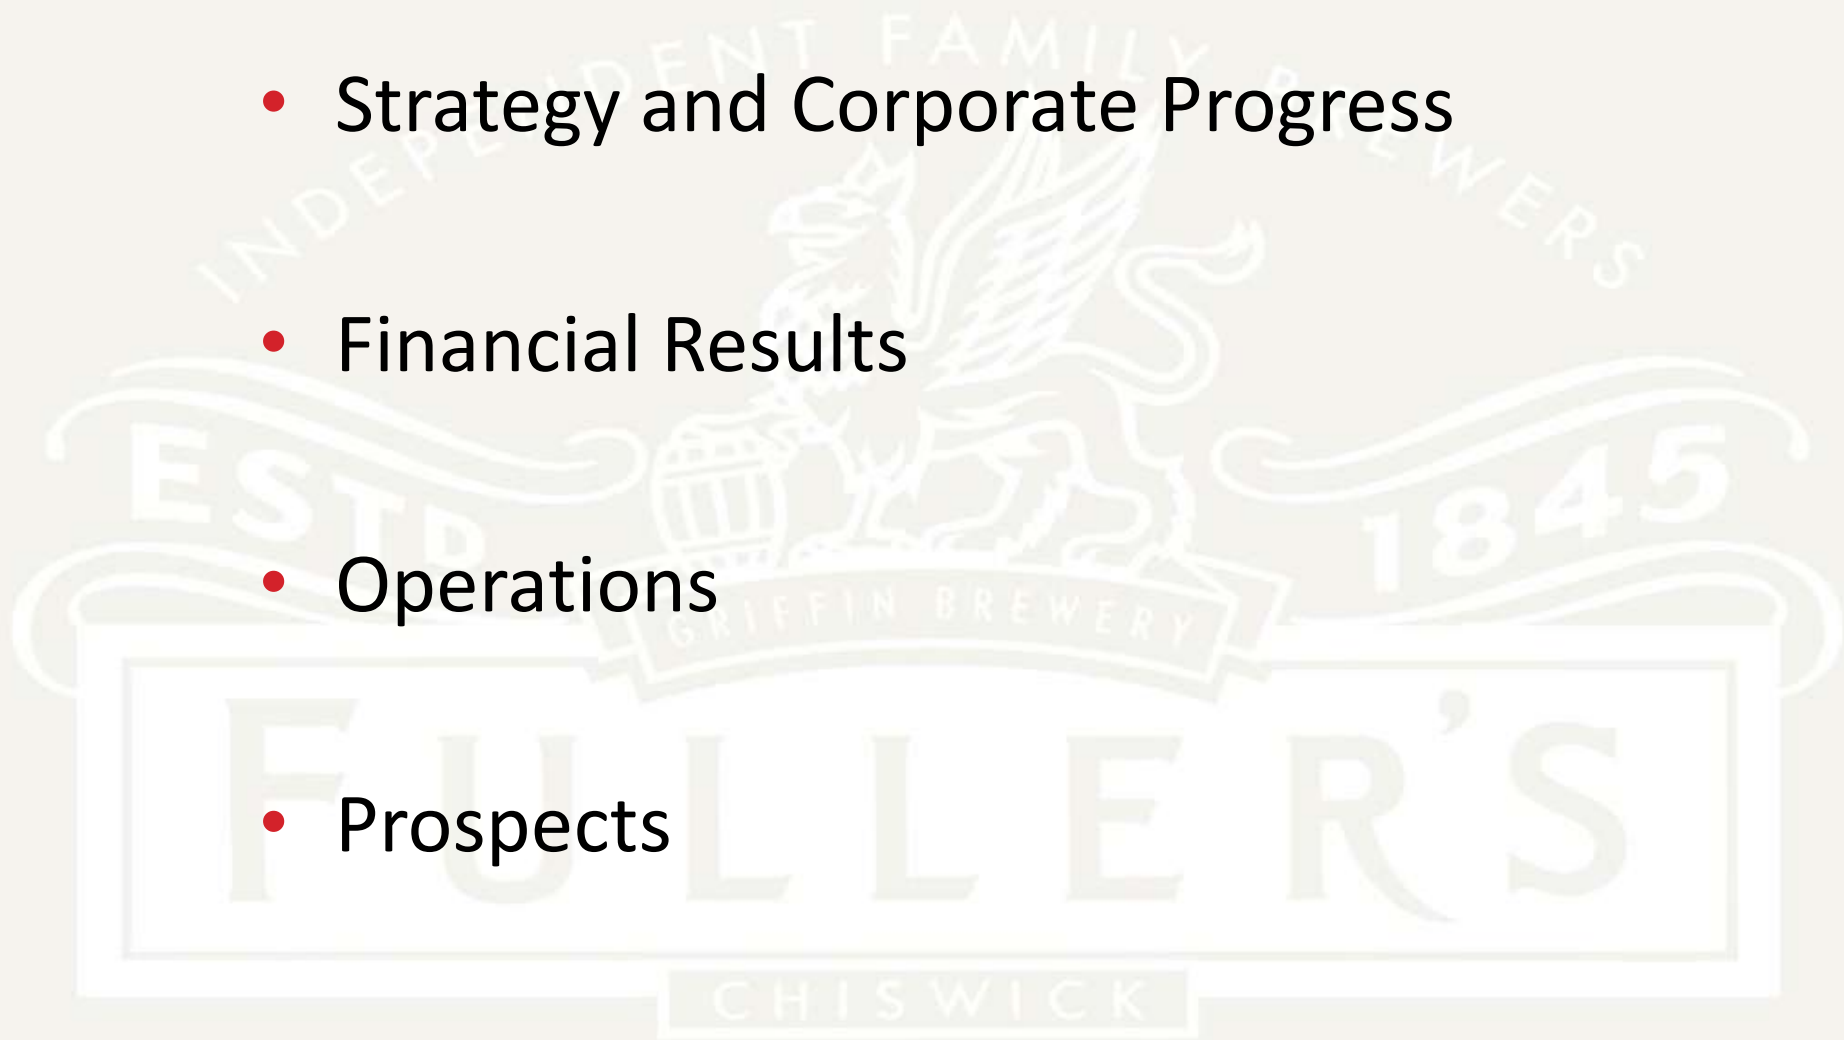 INDEPENDENT FAMILY BREWERS
• Strategy and Corporate Progress
• Financial Results
ESTD 1845
• Operations
GRIFFIN BREWERY
FULLER'S
• Prospects
CHISWICK